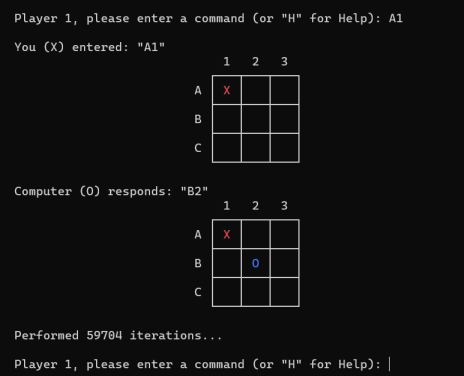 Player 1, please enter a command (or "H" for Help): A1
You (X) entered: "A1"
1 2 3
A X
B
C
Computer (O) responds: "B2"
1 2 3
A X
B O
C
Performed 59704 iterations...
Player 1, please enter a command (or "H" for Help):